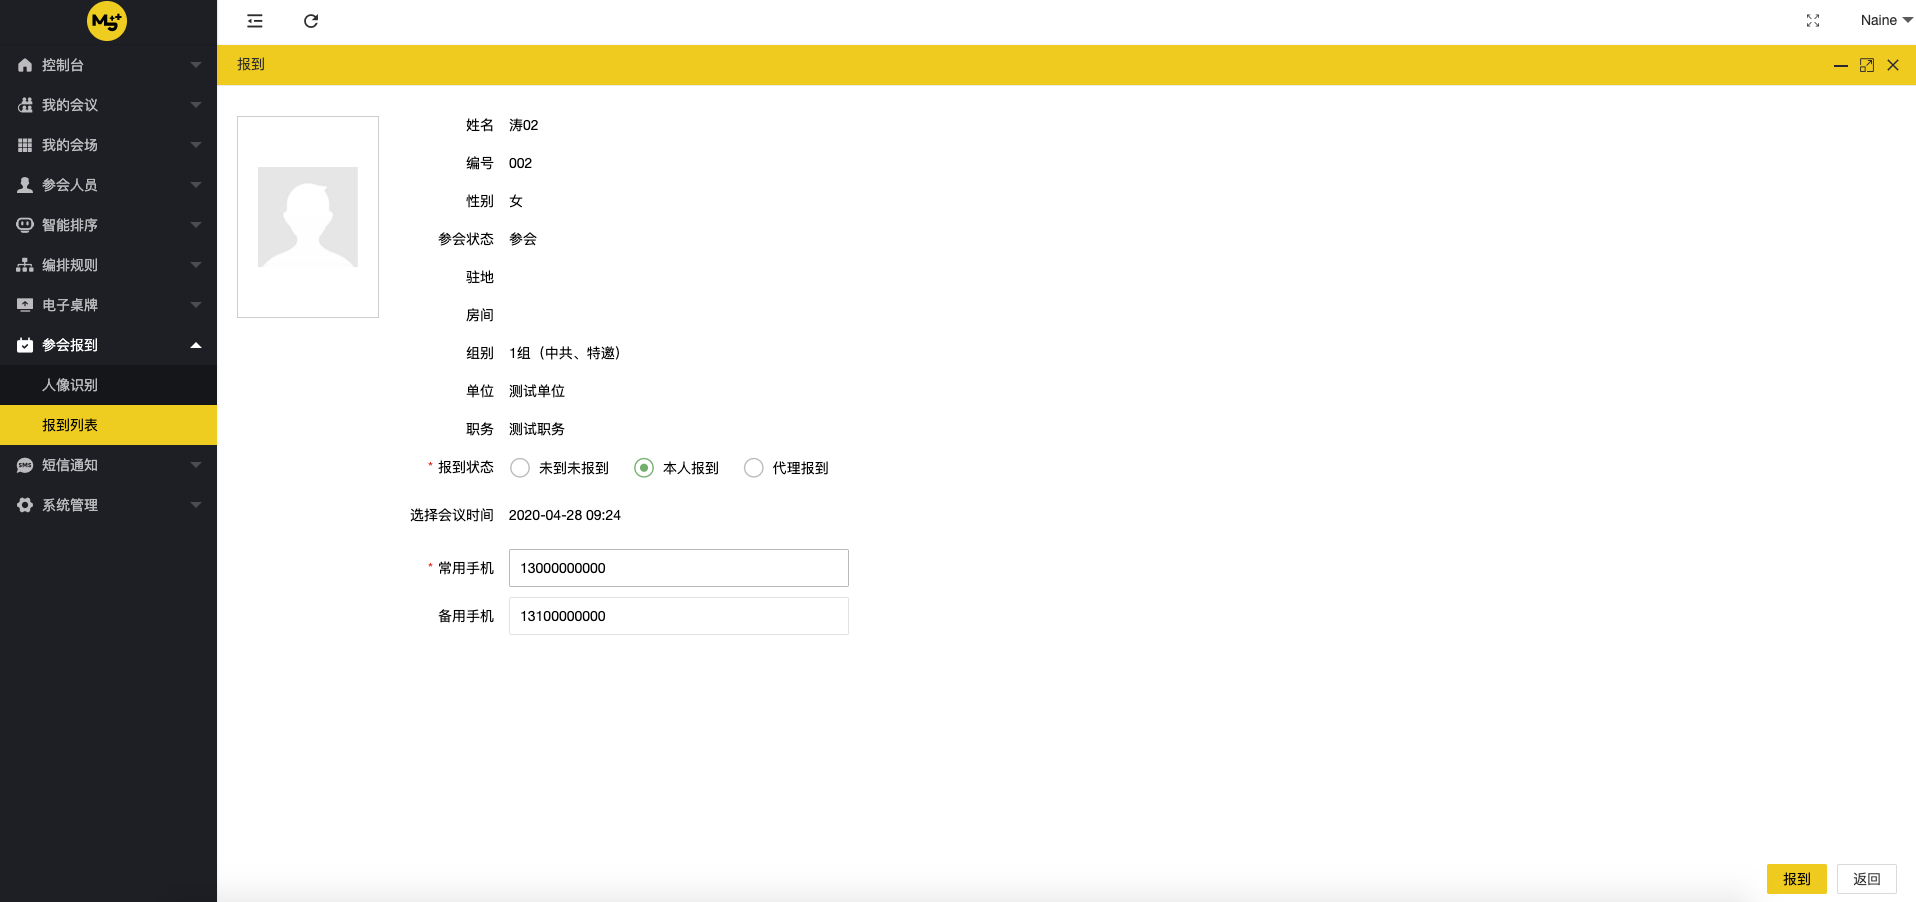 M5++
Naine
控制台
我的会议
我的会场
参会人员
智能排序
编排规则
电子桌牌
参会报到
人像识别
报到列表
SMS 短信通知
系统管理
报到
姓名 涛02
编号 002
性别 女
参会状态 参会
驻地
房间
组别 1组（中共、特邀）
单位 测试单位
职务 测试职务
* 报到状态 未到未报到 本人报到 代理报到
选择会议时间 2020-04-28 09:24
* 常用手机 13000000000
备用手机 13100000000
报到 返回